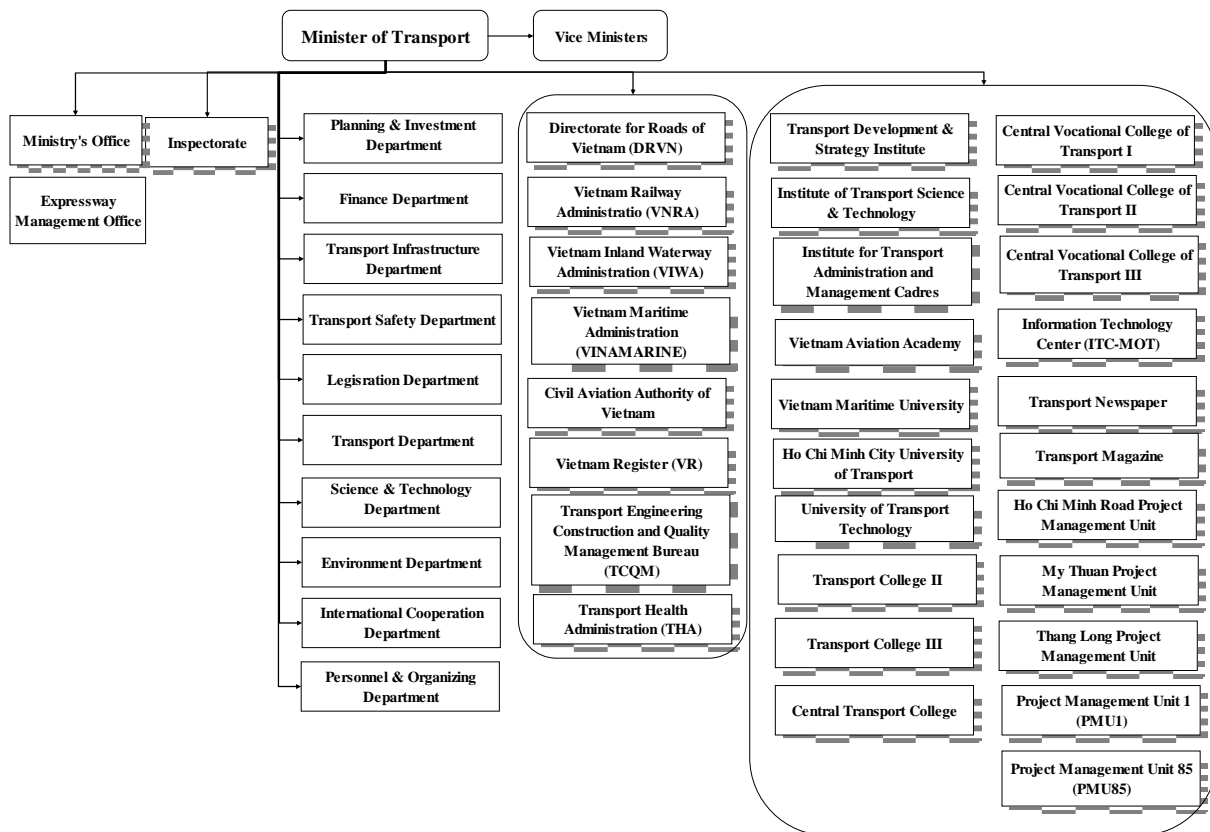 Minister of Transport
Vice Ministers
Ministry's Office
Inspectorate
Expressway
Management Office
Planning & Investment
Department
Finance Department
Transport Infrastructure
Department
Transport Safety Department
Legisration Department
Transport Department
Science & Technology
Department
Environment Department
International Cooperation
Department
Personnel & Organizing
Department
Directorate for Roads of
Vietnam (DRVN)
Vietnam Railway
Administratio (VNRA)
Vietnam Inland Waterway
Administration (VIWA)
Vietnam Maritime
Administration
(VINAMARINE)
Civil Aviation Authority of
Vietnam
Vietnam Register (VR)
Transport Engineering
Construction and Quality
Management Bureau
(TCQM)
Transport Health
Administration (THA)
Transport Development &
Strategy Institute
Institute of Transport Science
& Technology
Institute for Transport
Administration and
Management Cadres
Vietnam Aviation Academy
Vietnam Maritime University
Ho Chi Minh City University
of Transport
University of Transport
Technology
Transport College II
Transport College III
Central Transport College
Central Vocational College of
Transport I
Central Vocational College of
Transport II
Central Vocational College of
Transport III
Information Technology
Center (ITC-MOT)
Transport Newspaper
Transport Magazine
Ho Chi Minh Road Project
Management Unit
My Thuan Project
Management Unit
Thang Long Project
Management Unit
Project Management Unit 1
(PMU1)
Project Management Unit 85
(PMU85)